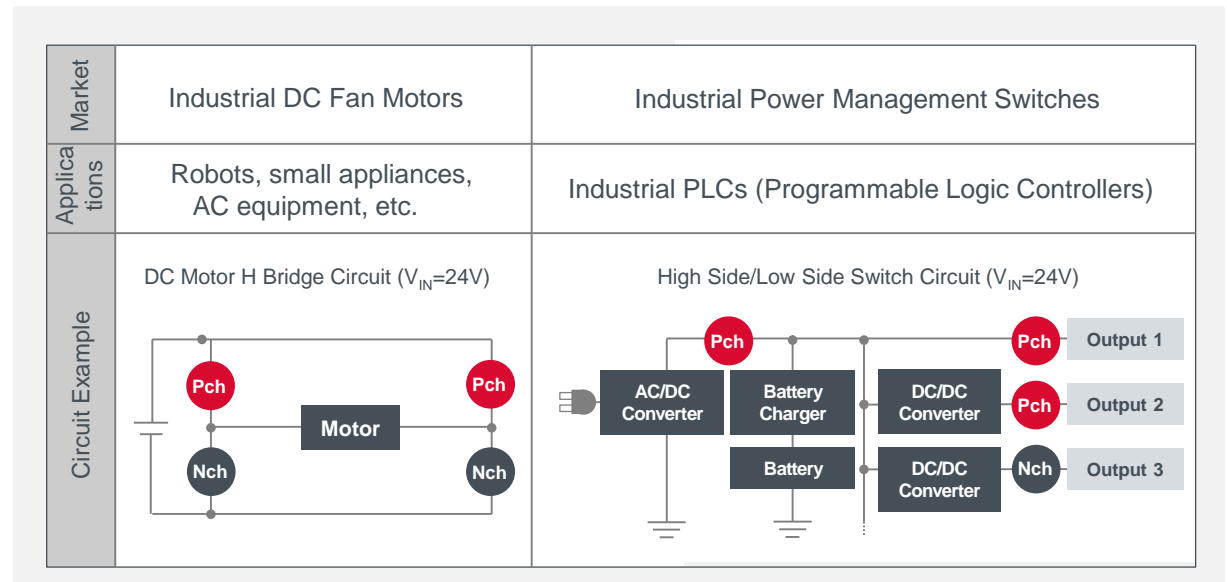 Market
Industrial DC Fan Motors
Industrial Power Management Switches
Applica
tions
Robots, small appliances,
AC equipment, etc.
Industrial PLCs (Programmable Logic Controllers)
Circuit Example
DC Motor H Bridge Circuit (VIN=24V)
Pch
Pch
Motor
Nch
Nch
High Side/Low Side Switch Circuit (VIN=24V)
Pch
Pch
Output 1
AC/DC
Converter
Battery
Charger
DC/DC
Converter
Pch
Output 2
Battery
DC/DC
Converter
Nch
Output 3